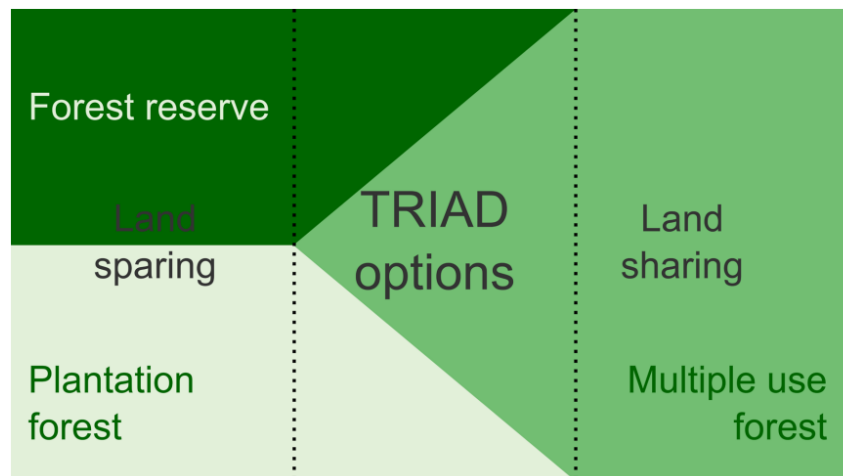 Forest reserve
Land
sparing
Plantation
forest
TRIAD
options
Land
sharing
Multiple use
forest